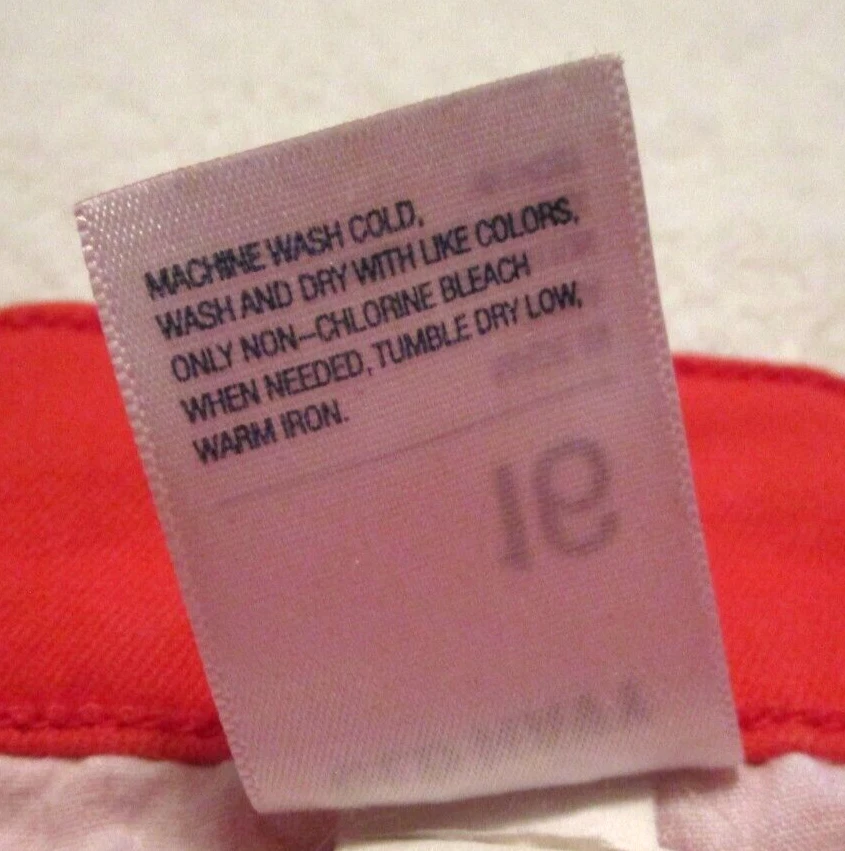 MACHINE WASH COLD,
WASH AND DRY WITH LIKE COLORS,
ONLY NON-CHLORINE BLEACH
WHEN NEEDED, TUMBLE DRY LOW,
WARM IRON.